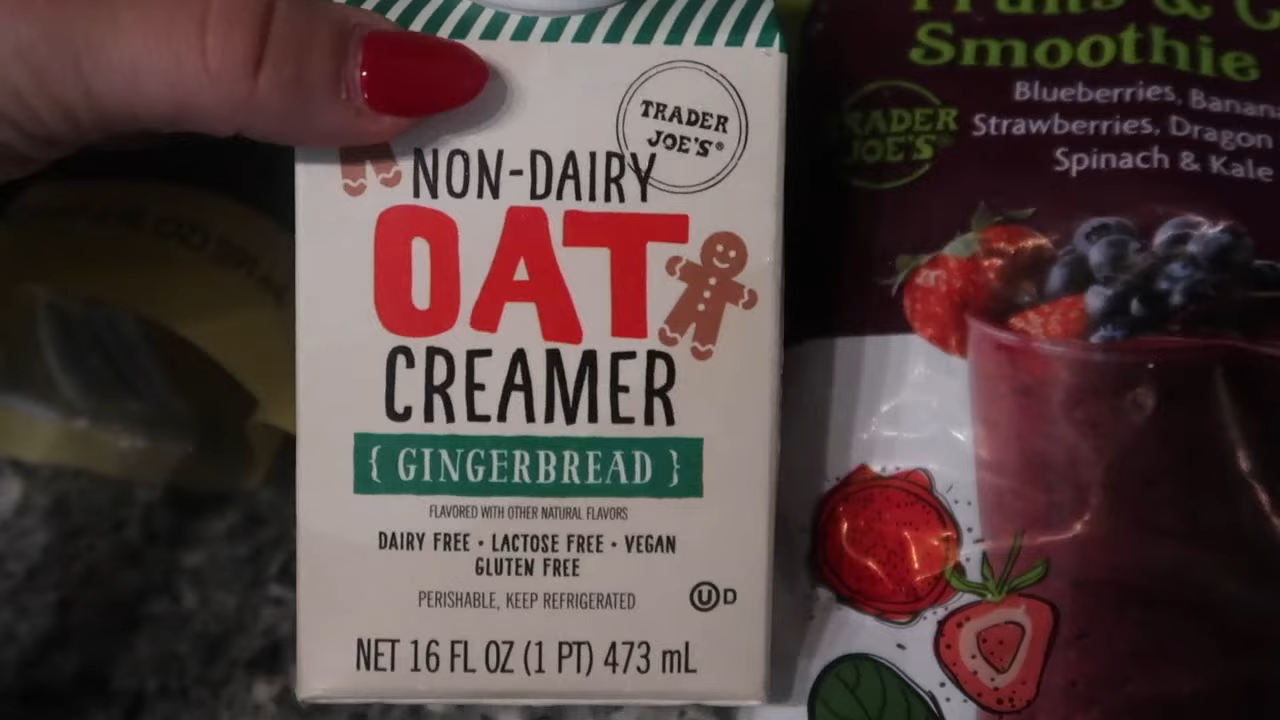 TRADER
JOE'S®
NON-DAIRY
OAT
CREAMER
{ GINGERBREAD }
FLAVORED WITH OTHER NATURAL FLAVORS
DAIRY FREE • LACTOSE FREE • VEGAN
GLUTEN FREE
PERISHABLE, KEEP REFRIGERATED
U D
NET 16 FL OZ (1 PT) 473 mL
Smoothie
TRADER
JOE'S
Blueberries,
Strawberries, Dragon
Spinach & Kale